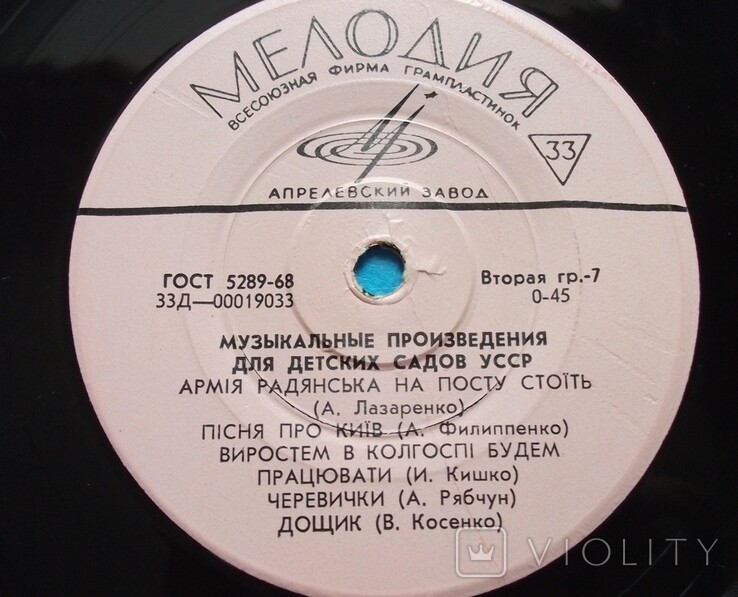 МЕЛОДИЯ
ВСЕСОЮЗНАЯ ФИРМА ГРАМПЛАСТИНОК
33
АПРЕЛЕВСКИЙ ЗАВОД
ГОСТ 5289-68
33Д—00019033
Вторая гр.-7
0-45
МУЗЫКАЛЬНЫЕ ПРОИЗВЕДЕНИЯ
ДЛЯ ДЕТСКИХ САДОВ УССР
АРМІЯ РАДЯНСЬКА НА ПОСТУ СТОЇТЬ
(А. Лазаренко)
ПІСНЯ ПРО КИЇВ (А. Филиппенко)
ВИРОСТЕМ В КОЛГОСПІ БУДЕМ
ПРАЦЮВАТИ (И. Кишко)
ЧЕРЕВИЧКИ (А. Рябчун)
ДОЩИК (В. Косенко)
VIOLITY